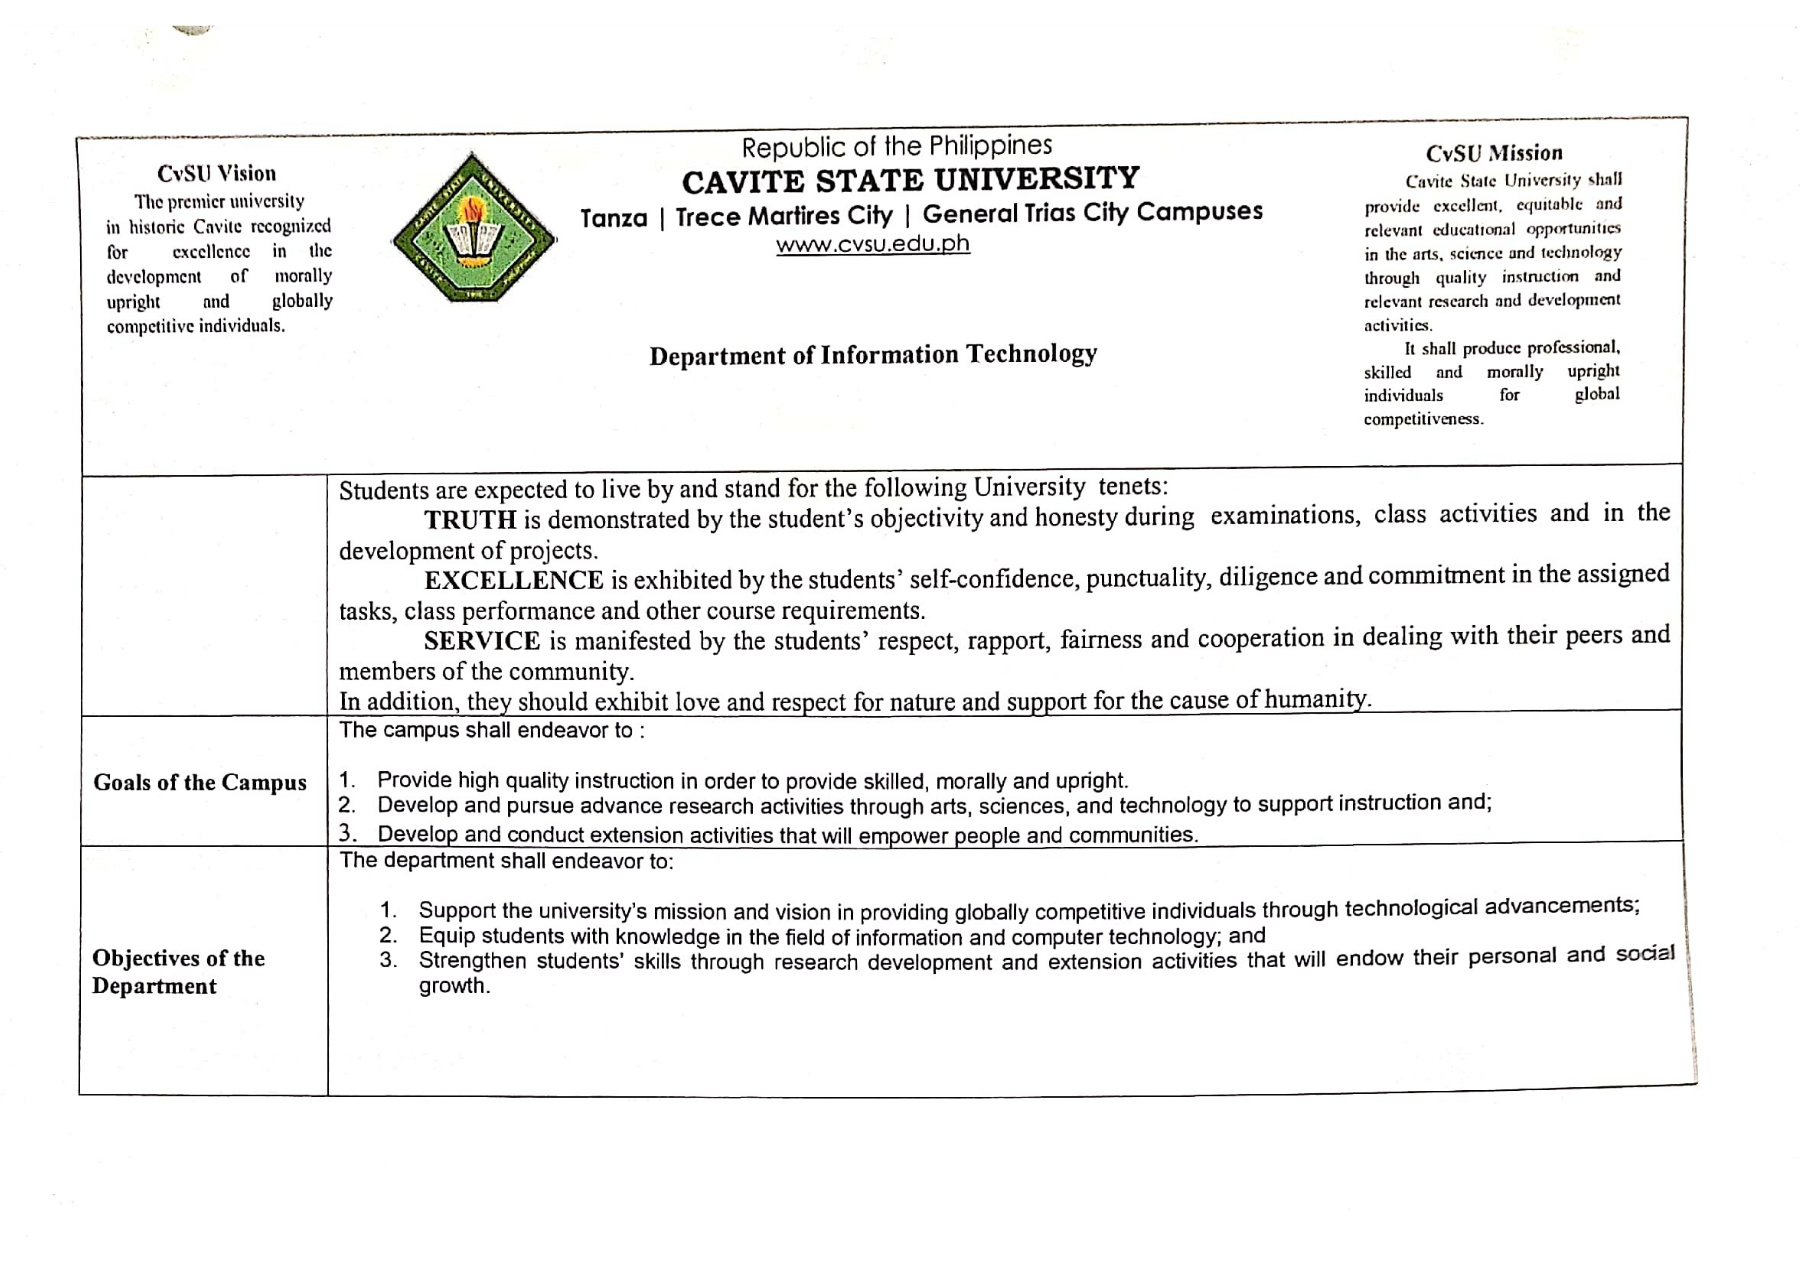 CvSU Vision
The premier university
in historic Cavite recognized
for excellence in the
development of morally
upright and globally
competitive individuals.
Republic of the Philippines
CAVITE STATE UNIVERSITY
Tanza | Trece Martires City | General Trias City Campuses
www.cvsu.edu.ph
Department of Information Technology
CvSU Mission
Cavite State University shall
provide excellent, equitable and
relevant educational opportunities
in the arts, science and technology
through quality instruction and
relevant research and development
activities.
It shall produce professional,
skilled and morally upright
individuals for global
competitiveness.
Students are expected to live by and stand for the following University tenets:
TRUTH is demonstrated by the student's objectivity and honesty during examinations, class activities and in the
development of projects.
EXCELLENCE is exhibited by the students' self-confidence, punctuality, diligence and commitment in the assigned
tasks, class performance and other course requirements.
SERVICE is manifested by the students' respect, rapport, fairness and cooperation in dealing with their peers and
members of the community.
In addition, they should exhibit love and respect for nature and support for the cause of humanity.
Goals of the Campus
The campus shall endeavor to :
1. Provide high quality instruction in order to provide skilled, morally and upright.
2. Develop and pursue advance research activities through arts, sciences, and technology to support instruction and;
3. Develop and conduct extension activities that will empower people and communities.
Objectives of the
Department
The department shall endeavor to:
1. Support the university's mission and vision in providing globally competitive individuals through technological advancements;
2. Equip students with knowledge in the field of information and computer technology; and
3. Strengthen students' skills through research development and extension activities that will endow their personal and social
growth.